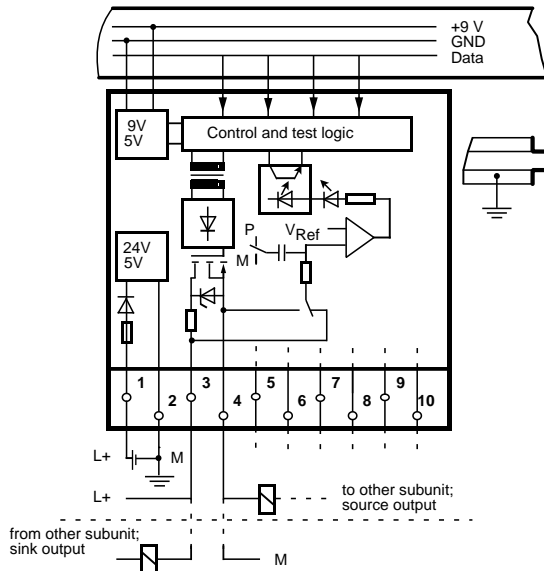 +9 V
GND
Data
9V
5V
Control and test logic
24V
5V
P
M
VRef
1
2
3
4
5
6
7
8
9
10
L+
M
L+
to other subunit;
source output
from other subunit;
sink output
M